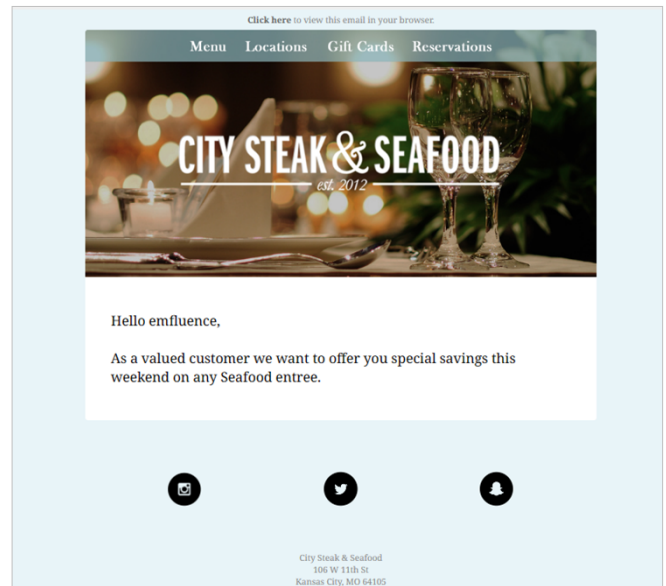 Click here to view this email in your browser.
Menu Locations Gift Cards Reservations
CITY STEAK & SEAFOOD
est. 2012
Hello emfluence,
As a valued customer we want to offer you special savings this
weekend on any Seafood entree.
City Steak & Seafood
106 W 11th St
Kansas City, MO 64105